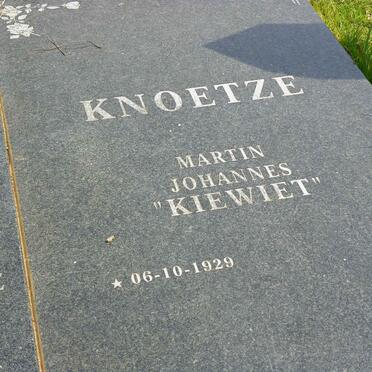 KNOETZE
MARTIN
JOHANNES
"KIEWIET"
★ 06-10-1929